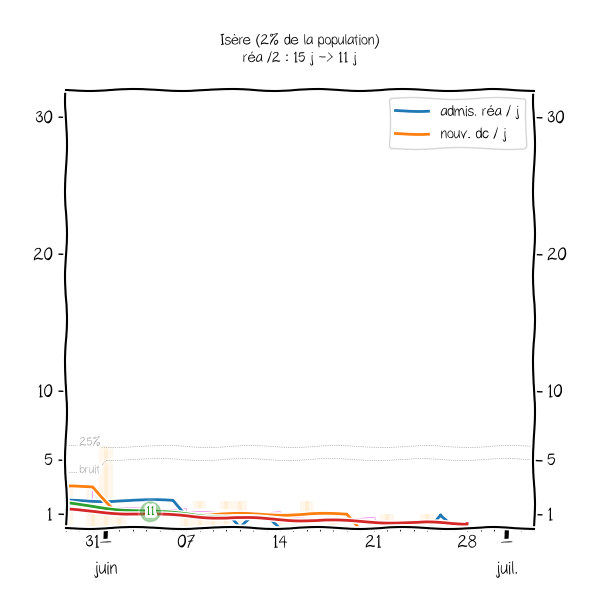 Isère (2% de la population)
réa /2 : 15 j -> 11 j
admis. réa / j
nouv. dc / j
30
30
20
20
10
10
25%
5
5
bruit
1
1
11
31
07
14
21
28
juin
juil.